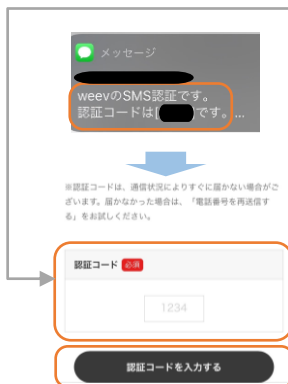 メッセージ
weevのSMS認証です。
認証コードは[ です。...
※認証コードは、通信状況によりすぐに届かない場合がご
ざいます。届かなかった場合は、「電話番号を再送信す
る」をお試しください。
認証コード 必須
1234
認証コードを入力する